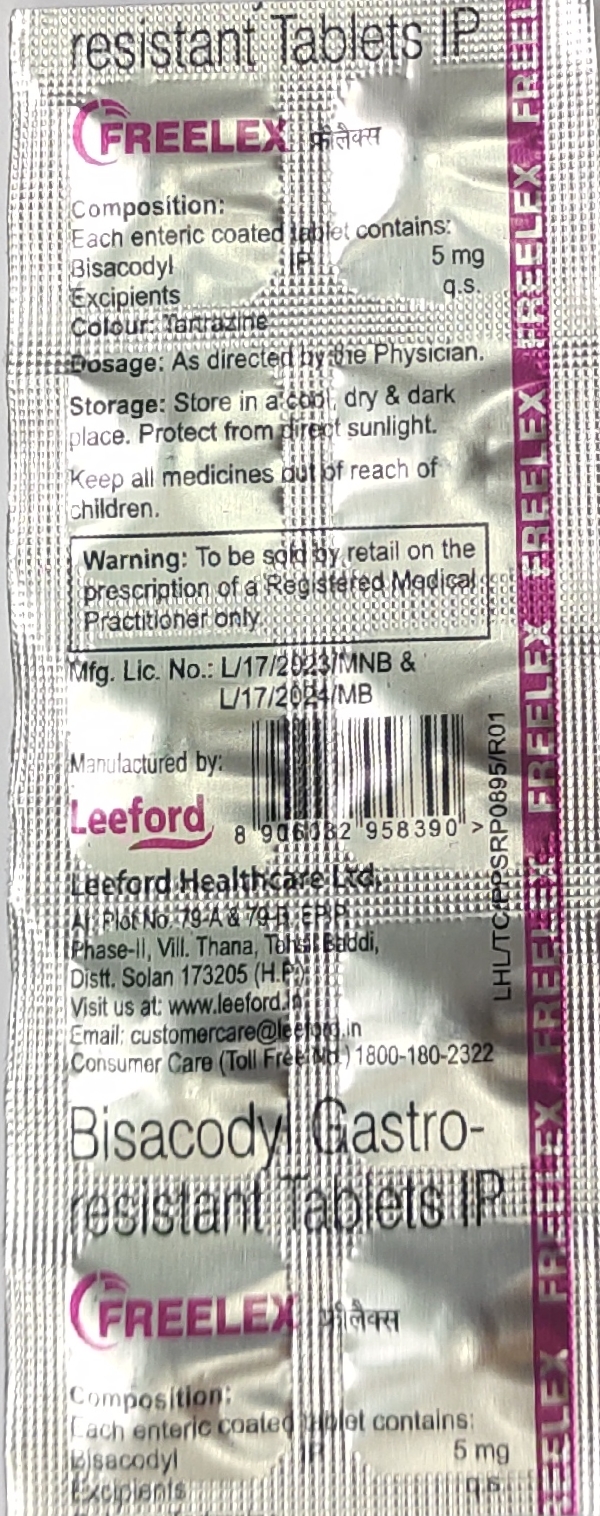 resistant Tablets IP
FREELEX फ्रीलैक्स
Composition:
Each enteric coated tablet contains:
Bisacodyl IP 5 mg
Excipients q.s.
Colour: Tartrazine
Dosage: As directed by the Physician.
Storage: Store in a cool, dry & dark
place. Protect from direct sunlight.
Keep all medicines out of reach of
children.
Warning: To be sold by retail on the
prescription of a Registered Medical
Practitioner only.
Mfg. Lic. No.: L/17/2023/MNB &
L/17/2024/MB
Manufactured by:
Leeford
8 906082 958390 >
Leeford Healthcare Ltd.
At: Plot No. 79-A & 79-B, EPIP,
Phase-II, Vill. Thana, Tehsil Baddi,
Distt. Solan 173205 (H.P.)
Visit us at: www.leeford.in
Email: customercare@leeford.in
Consumer Care (Toll Free No.) 1800-180-2322
LHL/TC/PPSRP0895/R01
Bisacodyl Gastro-
resistant Tablets IP
FREELEX फ्रीलैक्स
Composition:
Each enteric coated tablet contains:
Bisacodyl IP 5 mg
Excipients q.s.
FREELEX FREELEX FREELEX FREELEX FREELEX FREELEX FREELEX